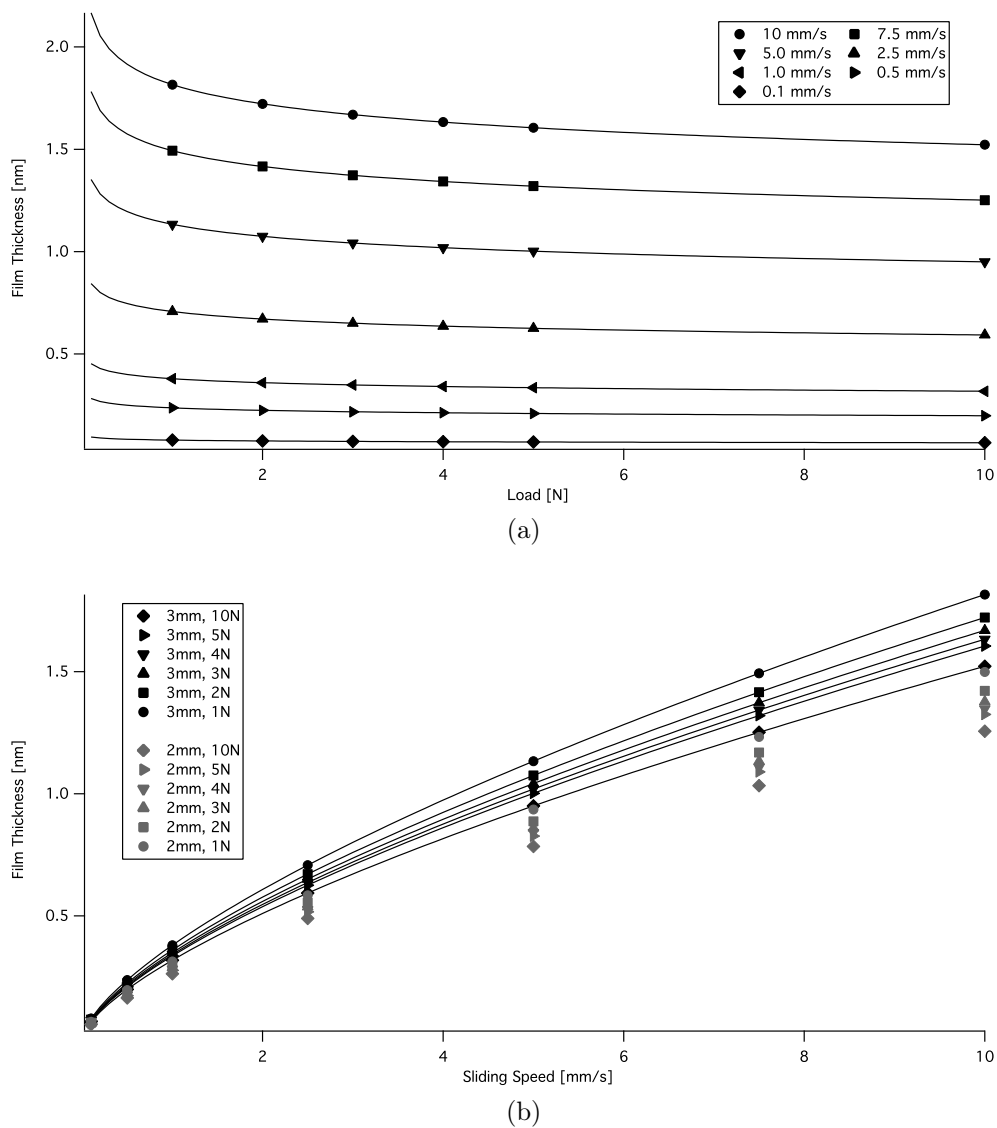 2.0
1.5
1.0
0.5
Film Thickness [nm]
10 mm/s 7.5 mm/s
5.0 mm/s 2.5 mm/s
1.0 mm/s 0.5 mm/s
0.1 mm/s
2 4 6 8 10
Load [N]
(a)
1.5
1.0
0.5
Film Thickness [nm]
3mm, 10N
3mm, 5N
3mm, 4N
3mm, 3N
3mm, 2N
3mm, 1N
2mm, 10N
2mm, 5N
2mm, 4N
2mm, 3N
2mm, 2N
2mm, 1N
2 4 6 8 10
Sliding Speed [mm/s]
(b)